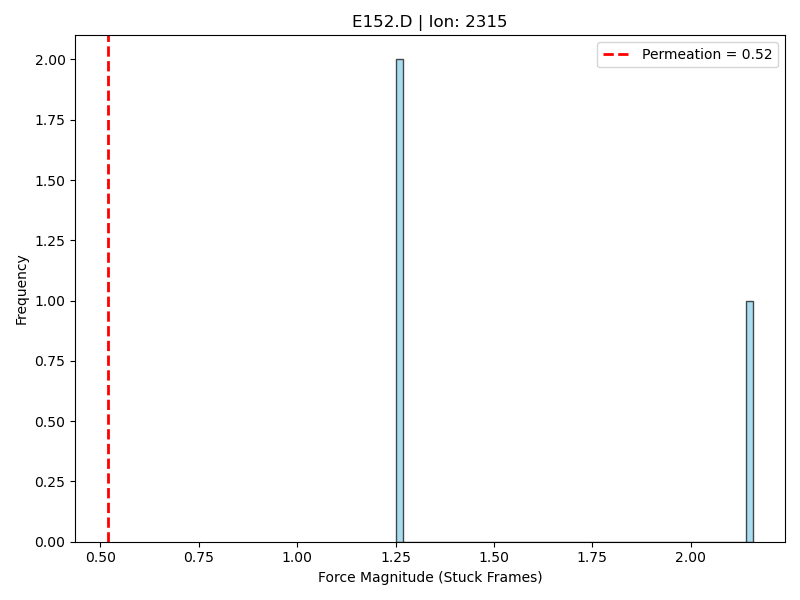 E152.D | Ion: 2315
Permeation = 0.52
2.00
1.75
1.50
1.25
1.00
0.75
0.50
0.25
0.00
Frequency
0.50 0.75 1.00 1.25 1.50 1.75 2.00
Force Magnitude (Stuck Frames)